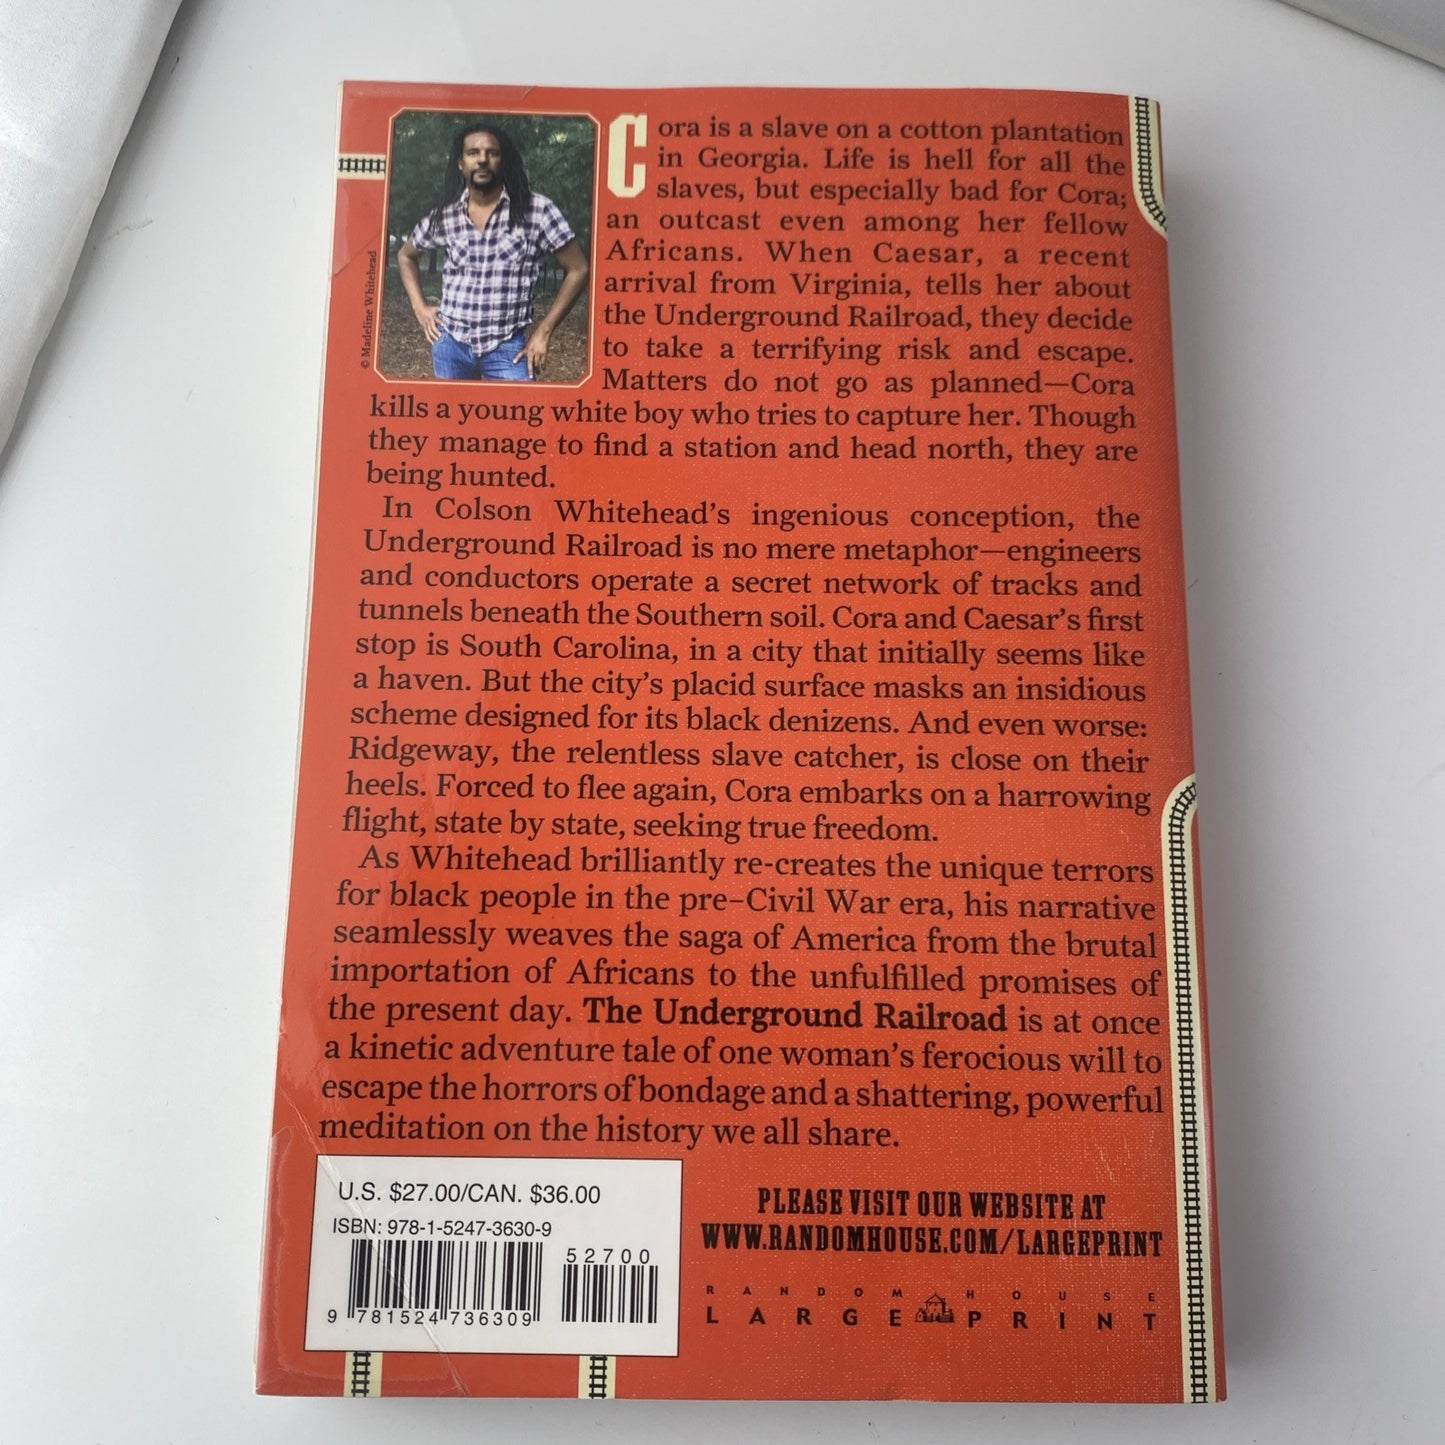 © Madeline Whitehead
Cora is a slave on a cotton plantation
in Georgia. Life is hell for all the
slaves, but especially bad for Cora;
an outcast even among her fellow
Africans. When Caesar, a recent
arrival from Virginia, tells her about
the Underground Railroad, they decide
to take a terrifying risk and escape.
Matters do not go as planned—Cora
kills a young white boy who tries to capture her. Though
they manage to find a station and head north, they are
being hunted.
In Colson Whitehead's ingenious conception, the
Underground Railroad is no mere metaphor—engineers
and conductors operate a secret network of tracks and
tunnels beneath the Southern soil. Cora and Caesar's first
stop is South Carolina, in a city that initially seems like
a haven. But the city's placid surface masks an insidious
scheme designed for its black denizens. And even worse:
Ridgeway, the relentless slave catcher, is close on their
heels. Forced to flee again, Cora embarks on a harrowing
flight, state by state, seeking true freedom.
As Whitehead brilliantly re-creates the unique terrors
for black people in the pre–Civil War era, his narrative
seamlessly weaves the saga of America from the brutal
importation of Africans to the unfulfilled promises of
the present day. The Underground Railroad is at once
a kinetic adventure tale of one woman's ferocious will to
escape the horrors of bondage and a shattering, powerful
meditation on the history we all share.
U.S. $27.00/CAN. $36.00
ISBN: 978-1-5247-3630-9
52700
9 781524 736309
PLEASE VISIT OUR WEBSITE AT
WWW.RANDOMHOUSE.COM/LARGEPRINT
RANDOM HOUSE
LARGE PRINT